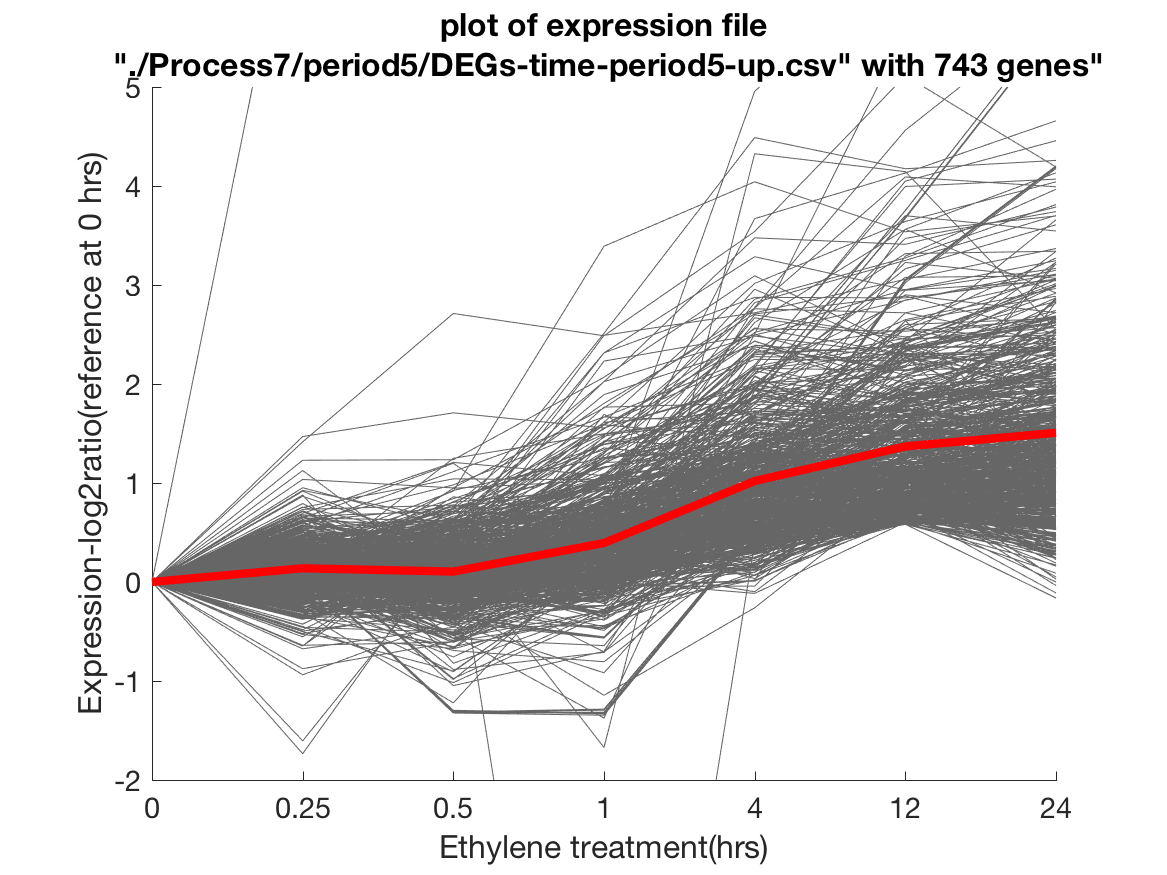 plot of expression file
"./Process7/period5/DEGs-time-period5-up.csv" with 743 genes"
5
4
3
2
1
0
-1
-2
Expression-log2ratio(reference at 0 hrs)
0 0.25 0.5 1 4 12 24
Ethylene treatment(hrs)